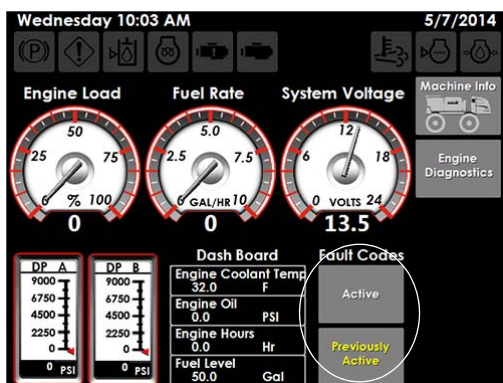 Wednesday 10:03 AM 5/7/2014
Engine Load Fuel Rate System Voltage
Machine Info
50 5.0 12
25 75 2.5 7.5 6 18
Engine
Diagnostics
0 % 100 0 GAL/HR 10 0 VOLTS 24
0 0 13.5
Dash Board Fault Codes
DP A DP B
9000 9000
6750 6750
4500 4500
2250 2250
0 0
0 PSI 0 PSI
Engine Coolant Temp
32.0 F
Engine Oil
0.0 PSI
Engine Hours
0.0 Hr
Fuel Level
50.0 Gal
Active
Previously
Active